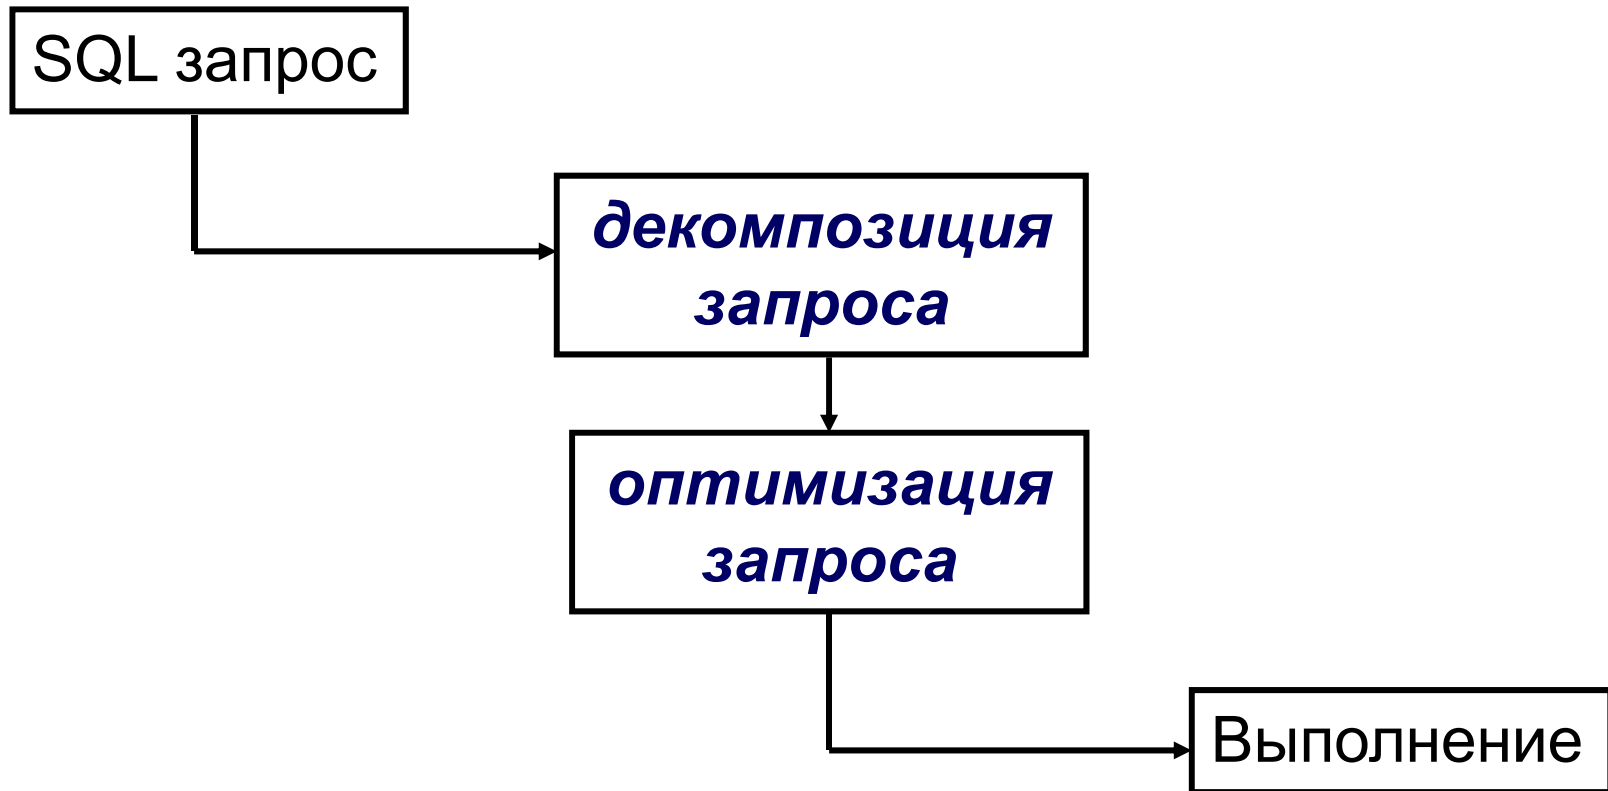 SQL запрос
декомпозиция
запроса
оптимизация
запроса
Выполнение